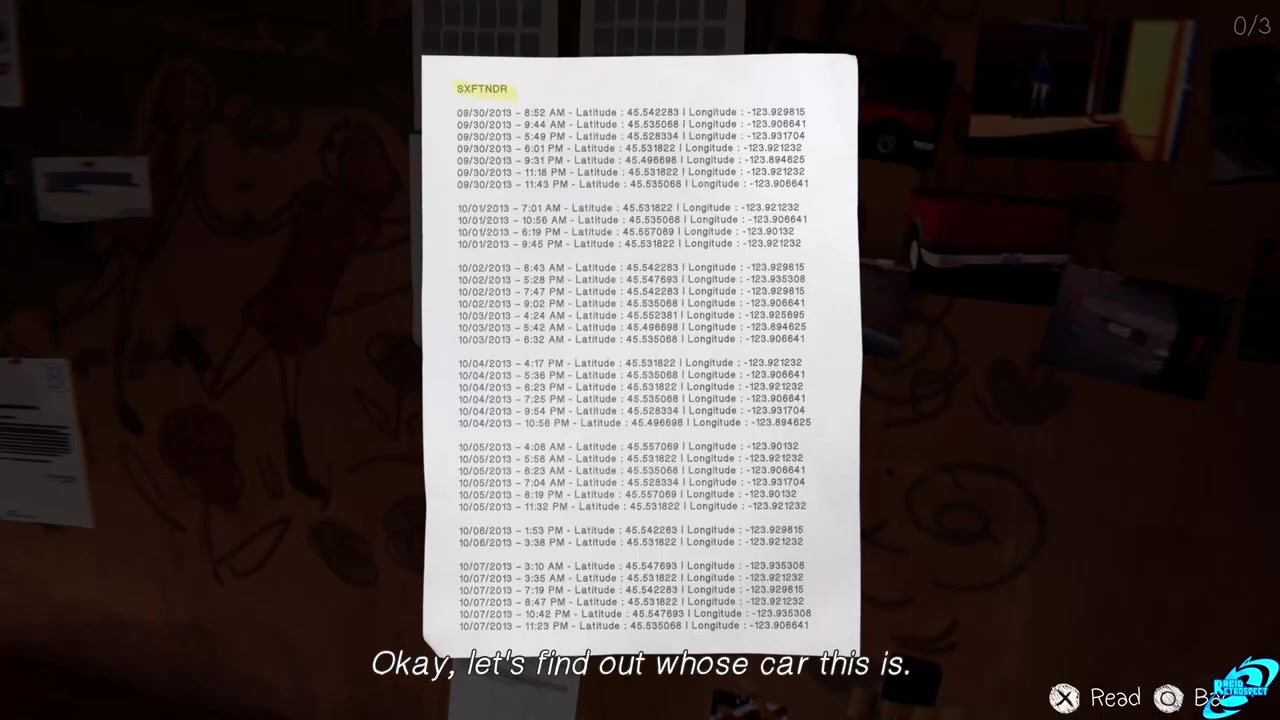 0/3
SXFTNDR
09/30/2013 - 8:52 AM - Latitude : 45.542283 | Longitude : -123.929815
09/30/2013 - 9:44 AM - Latitude : 45.535068 | Longitude : -123.906641
09/30/2013 - 5:49 PM - Latitude : 45.528334 | Longitude : -123.931704
09/30/2013 - 6:01 PM - Latitude : 45.531822 | Longitude : -123.921232
09/30/2013 - 9:31 PM - Latitude : 45.496698 | Longitude : -123.894625
09/30/2013 - 11:18 PM - Latitude : 45.531822 | Longitude : -123.921232
09/30/2013 - 11:43 PM - Latitude : 45.535068 | Longitude : -123.906641
10/01/2013 - 7:01 AM - Latitude : 45.531822 | Longitude : -123.921232
10/01/2013 - 10:56 AM - Latitude : 45.535068 | Longitude : -123.906641
10/01/2013 - 6:19 PM - Latitude : 45.557069 | Longitude : -123.90132
10/01/2013 - 9:45 PM - Latitude : 45.531822 | Longitude : -123.921232
10/02/2013 - 8:43 AM - Latitude : 45.542283 | Longitude : -123.929815
10/02/2013 - 5:28 PM - Latitude : 45.547693 | Longitude : -123.935308
10/02/2013 - 7:47 PM - Latitude : 45.542283 | Longitude : -123.929815
10/02/2013 - 9:02 PM - Latitude : 45.535068 | Longitude : -123.906641
10/03/2013 - 4:24 AM - Latitude : 45.552381 | Longitude : -123.925695
10/03/2013 - 5:42 AM - Latitude : 45.496698 | Longitude : -123.894625
10/03/2013 - 6:32 AM - Latitude : 45.535068 | Longitude : -123.906641
10/04/2013 - 4:17 PM - Latitude : 45.531822 | Longitude : -123.921232
10/04/2013 - 5:36 PM - Latitude : 45.535068 | Longitude : -123.906641
10/04/2013 - 6:23 PM - Latitude : 45.531822 | Longitude : -123.921232
10/04/2013 - 7:25 PM - Latitude : 45.535068 | Longitude : -123.906641
10/04/2013 - 9:54 PM - Latitude : 45.528334 | Longitude : -123.931704
10/04/2013 - 10:56 PM - Latitude : 45.496698 | Longitude : -123.894625
10/05/2013 - 4:08 AM - Latitude : 45.557069 | Longitude : -123.90132
10/05/2013 - 5:58 AM - Latitude : 45.531822 | Longitude : -123.921232
10/05/2013 - 6:23 AM - Latitude : 45.535068 | Longitude : -123.906641
10/05/2013 - 7:04 AM - Latitude : 45.528334 | Longitude : -123.931704
10/05/2013 - 8:19 PM - Latitude : 45.557069 | Longitude : -123.90132
10/05/2013 - 11:32 PM - Latitude : 45.531822 | Longitude : -123.921232
10/06/2013 - 1:53 PM - Latitude : 45.542283 | Longitude : -123.929815
10/06/2013 - 3:38 PM - Latitude : 45.531822 | Longitude : -123.921232
10/07/2013 - 3:10 AM - Latitude : 45.547693 | Longitude : -123.935308
10/07/2013 - 3:35 AM - Latitude : 45.531822 | Longitude : -123.921232
10/07/2013 - 7:19 PM - Latitude : 45.542283 | Longitude : -123.929815
10/07/2013 - 8:47 PM - Latitude : 45.531822 | Longitude : -123.921232
10/07/2013 - 10:42 PM - Latitude : 45.547693 | Longitude : -123.935308
10/07/2013 - 11:23 PM - Latitude : 45.535068 | Longitude : -123.906641
Okay, let's find out whose car this is.
Read
RETROSPECT